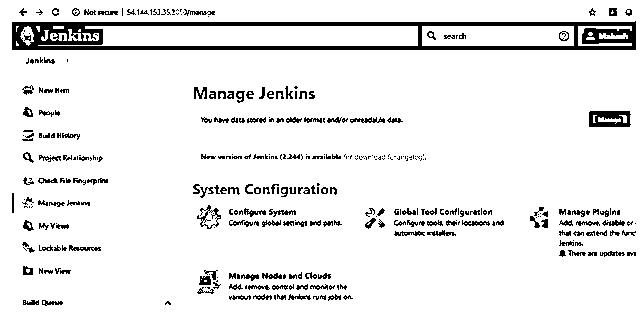 Not secure | 54.144.153.35:8080/manage
Jenkins
search
Mahesh
Jenkins
New Item
People
Build History
Project Relationship
Check File Fingerprint
Manage Jenkins
My Views
Lockable Resources
New View
Build Queue
Manage Jenkins
You have data stored in an older format and/or unreadable data.
Manage
New version of Jenkins (2.244) is available for download (changelog).
System Configuration
Configure System
Configure global settings and paths.
Global Tool Configuration
Configure tools, their locations and
automatic installers.
Manage Plugins
Add, remove, disable or
that can extend the func
Jenkins.
There are updates ava
Manage Nodes and Clouds
Add, remove, control and monitor the
various nodes that Jenkins runs jobs on.